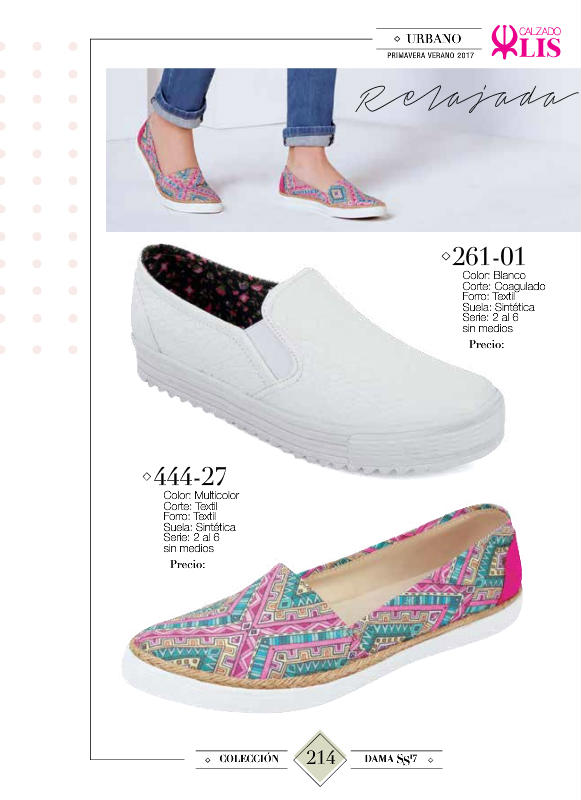 URBANO
PRIMAVERA VERANO 2017
CALZADO
LIS
Relajada
261-01
Color: Blanco
Corte: Coagulado
Forro: Textil
Suela: Sintética
Serie: 2 al 6
sin medios
Precio:
444-27
Color: Multicolor
Corte: Textil
Forro: Textil
Suela: Sintética
Serie: 2 al 6
sin medios
Precio:
COLECCIÓN
214
DAMA SS'7